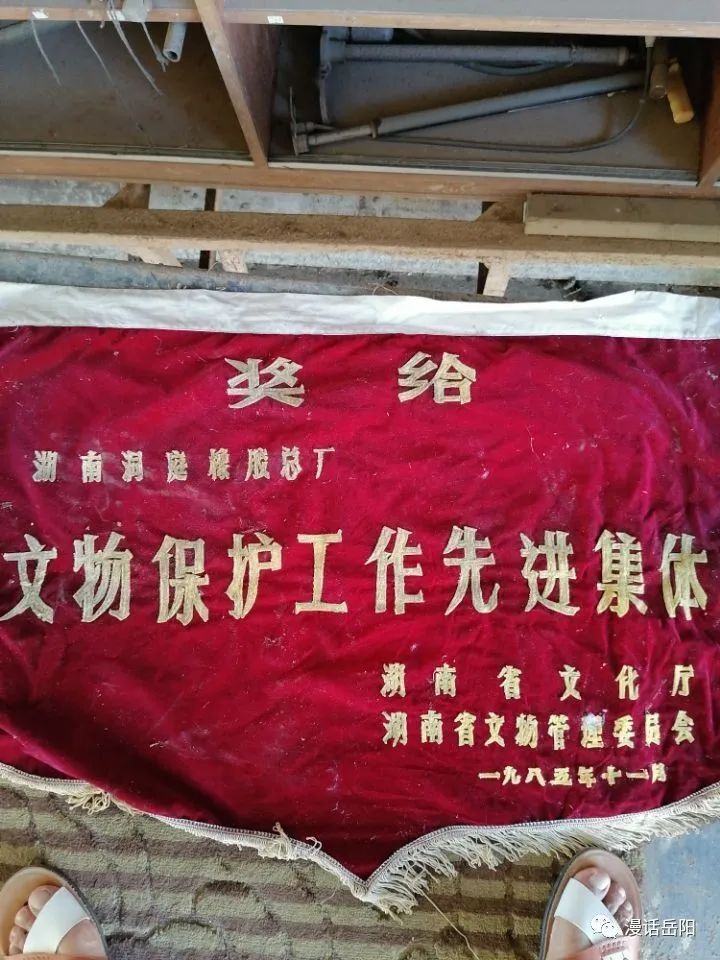 奖给
湖南洞庭橡胶总厂
文物保护工作先进集体
湖南省文化厅
湖南省文物管理委员会
一九八五年十一月
漫话岳阳